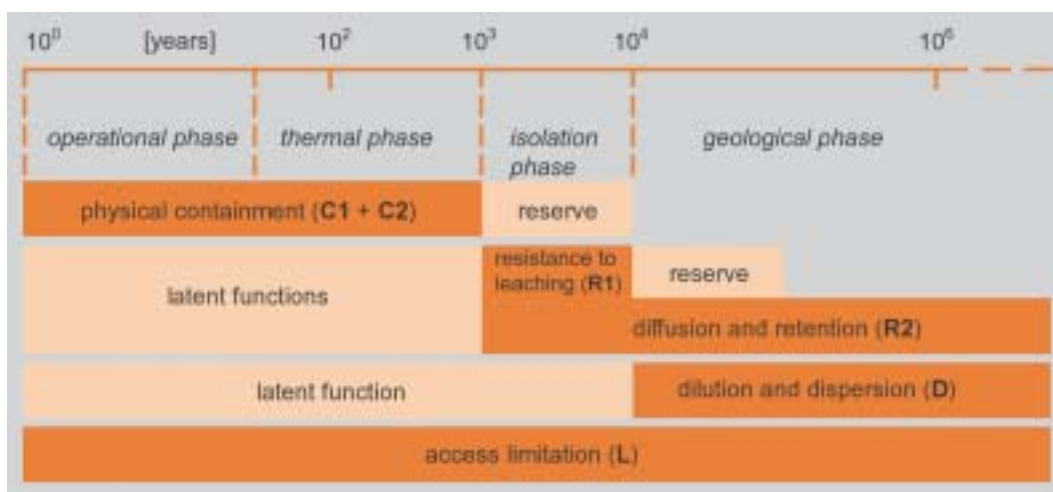 10⁰ [years] 10² 10³ 10⁴ 10⁶
operational phase thermal phase isolation phase geological phase
physical containment (C1 + C2) reserve
resistance to
leaching (R1) reserve
latent functions
diffusion and retention (R2)
latent function dilution and dispersion (D)
access limitation (L)